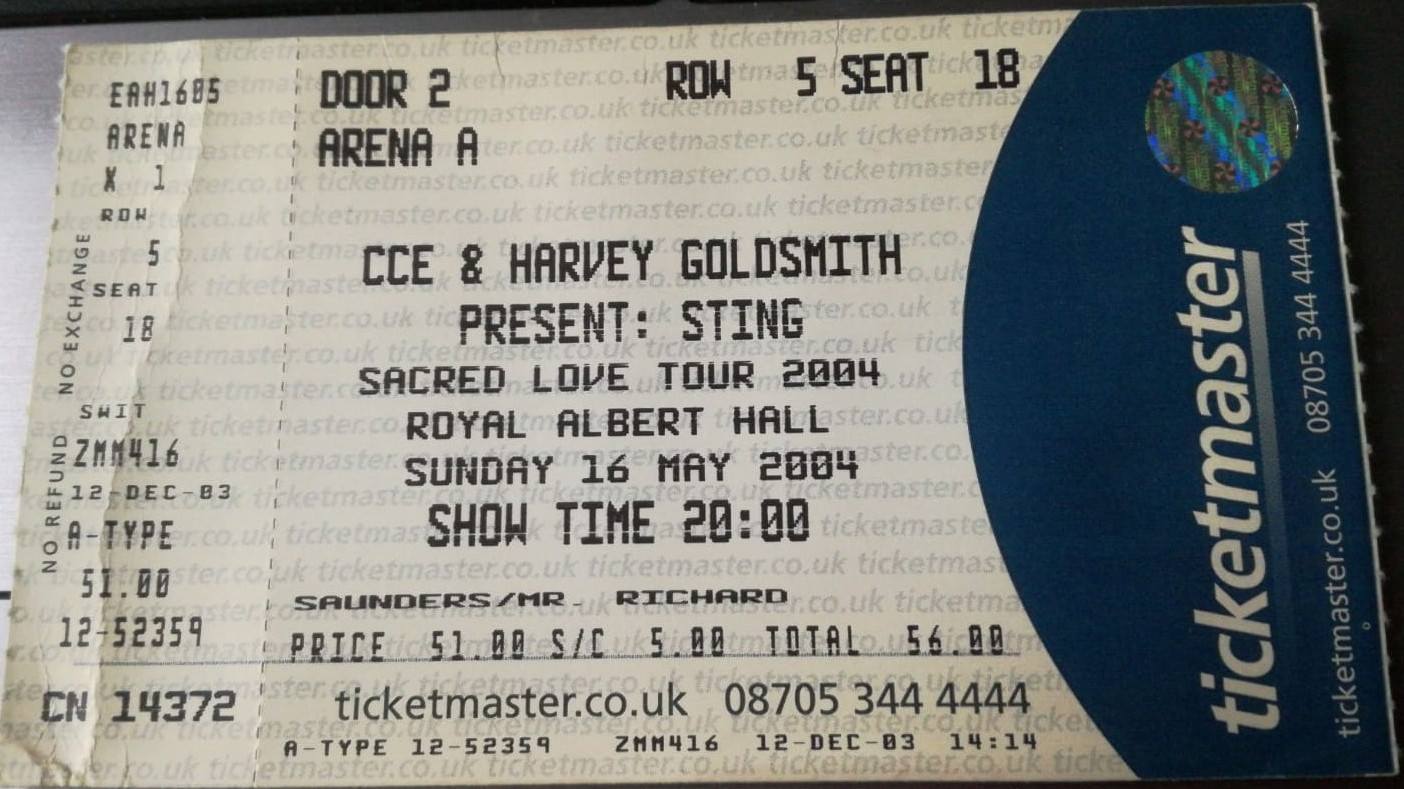 EAH1605
ARENA
X 1
ROW
5
SEAT
18
SWIT
ZMM416
12-DEC-03
A-TYPE
51.00
12-52359
CN 14372
NO REFUND NO EXCHANGE
DOOR 2 ROW 5 SEAT 18
ARENA A
CCE & HARVEY GOLDSMITH
PRESENT: STING
SACRED LOVE TOUR 2004
ROYAL ALBERT HALL
SUNDAY 16 MAY 2004
SHOW TIME 20:00
SAUNDERS/MR. RICHARD
PRICE 51.00 S/C 5.00 TOTAL 56.00
ticketmaster.co.uk 08705 344 4444
A-TYPE 12-52359 ZMM416 12-DEC-03 14:14
ticketmaster
ticketmaster.co.uk 08705 344 4444